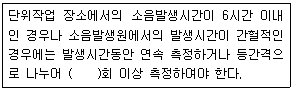 단위작업 장소에서의 소음발생시간이 6시간 이내
인 경우나 소음발생원에서의 발생시간이 간헐적인
경우에는 발생시간동안 연속 측정하거나 등간격으
로 나누어 (    )회 이상 측정하여야 한다.